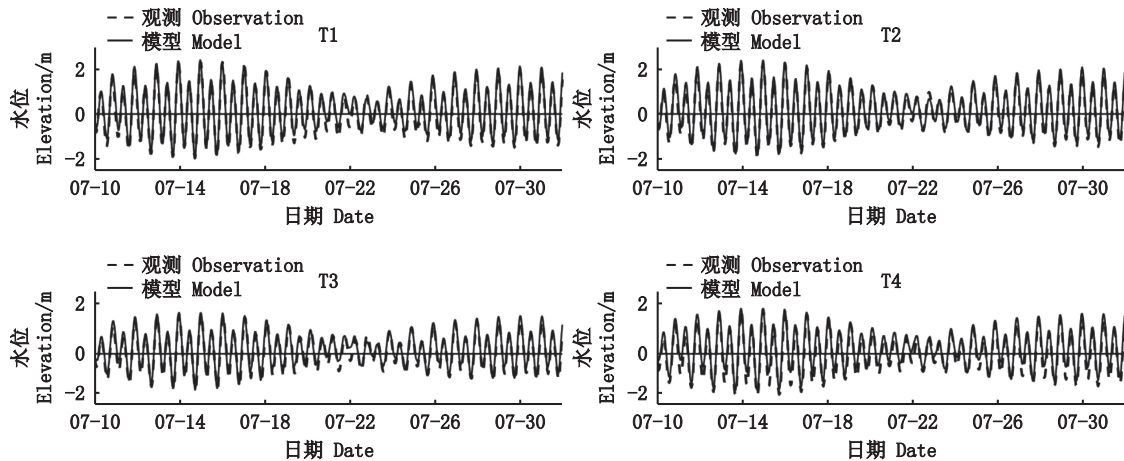 观测 Observation
模型 Model
T1
水位
Elevation/m
2
0
-2
07-10 07-14 07-18 07-22 07-26 07-30
日期 Date
观测 Observation
模型 Model
T2
水位
Elevation/m
2
0
-2
07-10 07-14 07-18 07-22 07-26 07-30
日期 Date
观测 Observation
模型 Model
T3
水位
Elevation/m
2
0
-2
07-10 07-14 07-18 07-22 07-26 07-30
日期 Date
观测 Observation
模型 Model
T4
水位
Elevation/m
2
0
-2
07-10 07-14 07-18 07-22 07-26 07-30
日期 Date